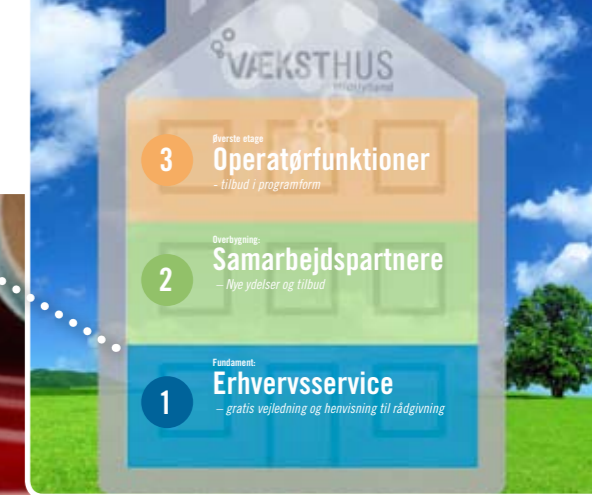 VÆKSTHUS
Midtjylland
3
Øverste etage
Operatørfunktioner
- tilbud i programform
2
Overbygning:
Samarbejdspartnere
– Nye ydelser og tilbud
1
Fundament:
Erhvervsservice
– gratis vejledning og henvisning til rådgivning